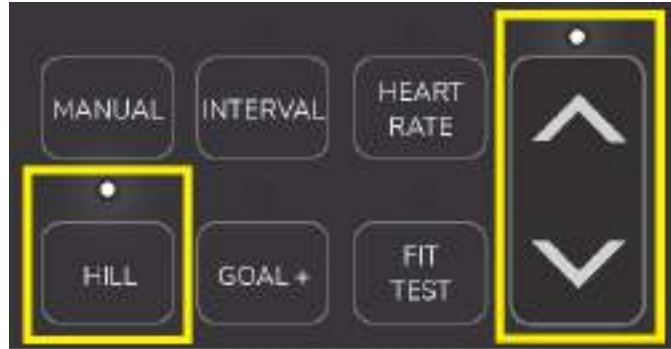 MANUAL
INTERVAL
HEART
RATE
HILL
GOAL +
FIT
TEST